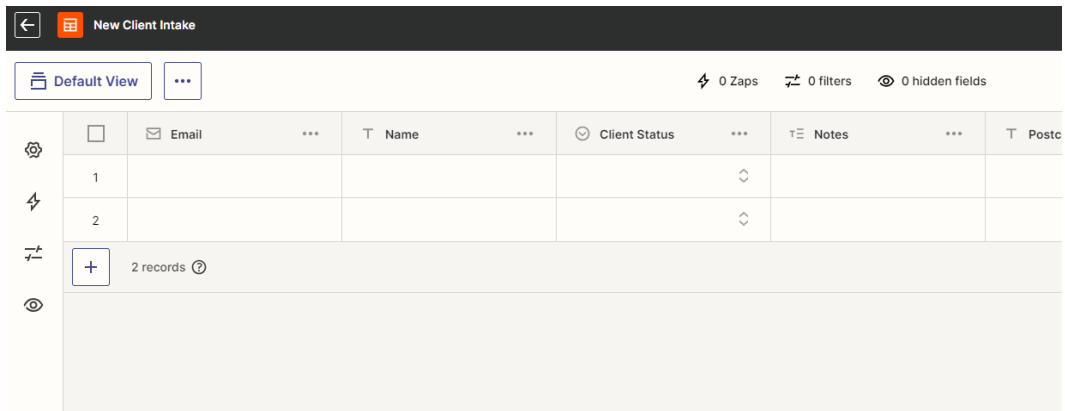 New Client Intake
Default View ••• 0 Zaps 0 filters 0 hidden fields
Email ••• Name ••• Client Status ••• Notes ••• Postc
1
2
+ 2 records ?